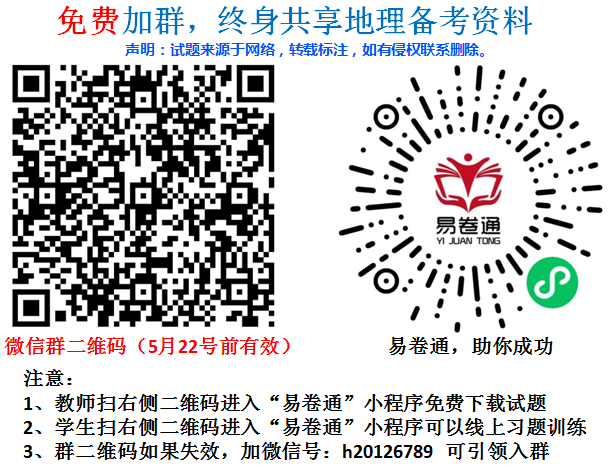 免费加群，终身共享地理备考资料
声明：试题来源于网络，转载标注，如有侵权联系删除。
易卷通
YI JUAN TONG
微信群二维码（5月22号前有效）
易卷通，助你成功
注意：
1、教师扫右侧二维码进入“易卷通”小程序免费下载试题
2、学生扫右侧二维码进入“易卷通”小程序可以线上习题训练
3、群二维码如果失效，加微信号：h20126789 可引领入群